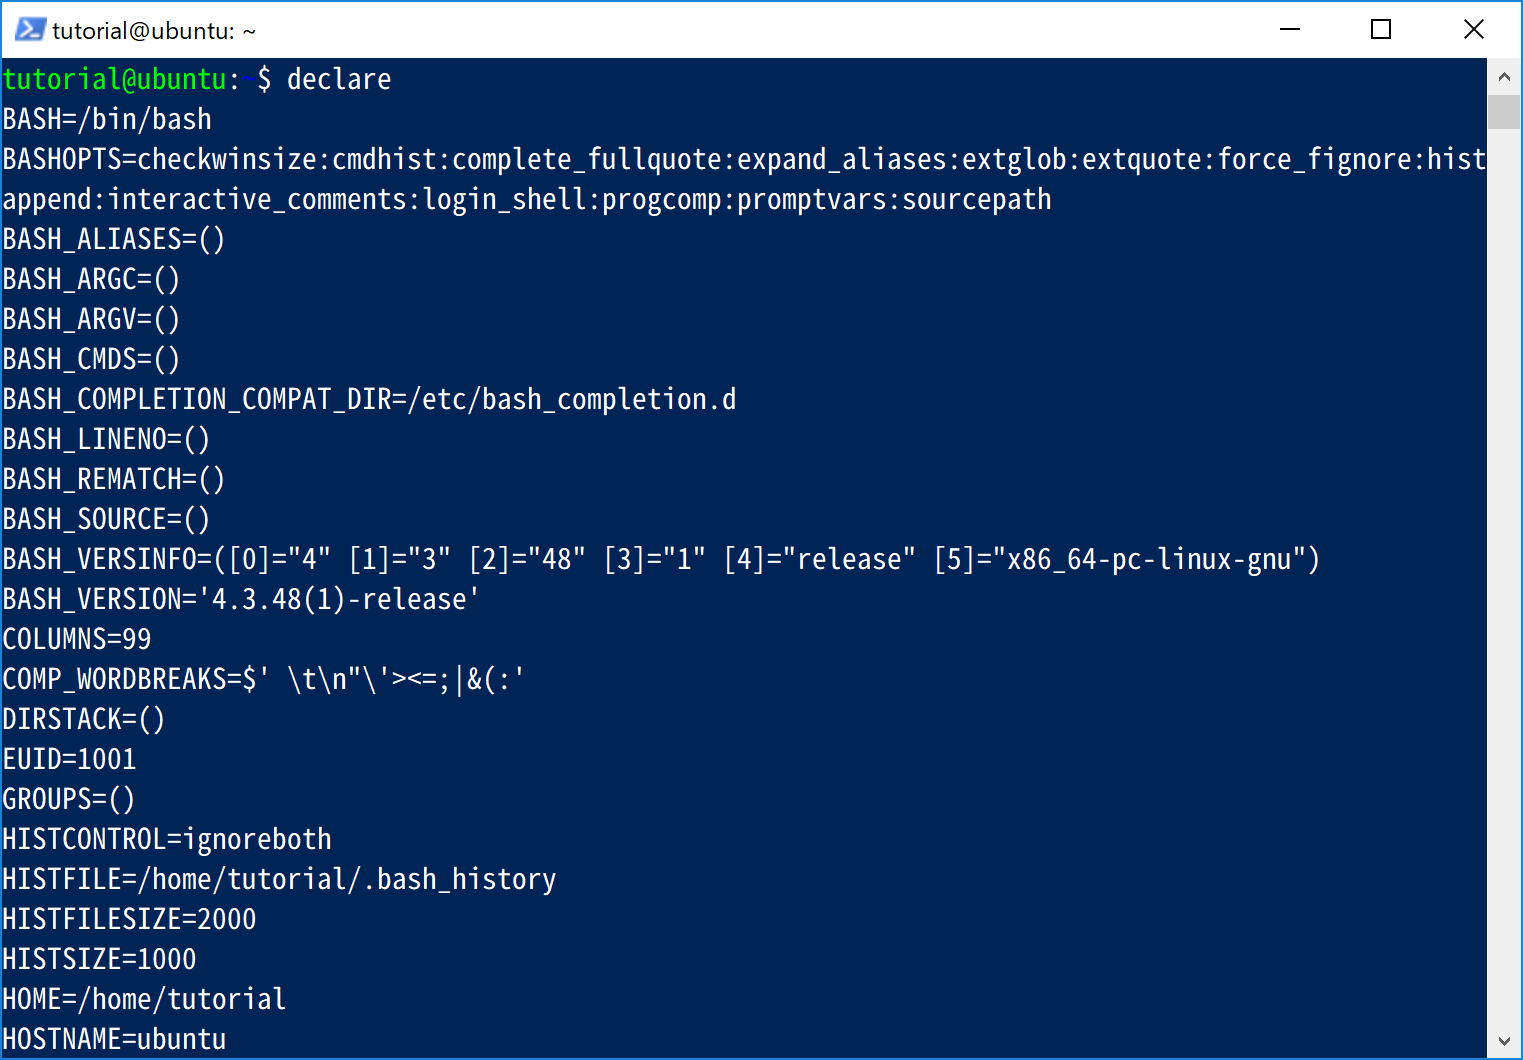 tutorial@ubuntu: ~
tutorial@ubuntu:~$ declare
BASH=/bin/bash
BASHOPTS=checkwinsize:cmdhist:complete_fullquote:expand_aliases:extglob:extquote:force_fignore:hist
append:interactive_comments:login_shell:progcomp:promptvars:sourcepath
BASH_ALIASES=()
BASH_ARGC=()
BASH_ARGV=()
BASH_CMDS=()
BASH_COMPLETION_COMPAT_DIR=/etc/bash_completion.d
BASH_LINENO=()
BASH_REMATCH=()
BASH_SOURCE=()
BASH_VERSINFO=([0]="4" [1]="3" [2]="48" [3]="1" [4]="release" [5]="x86_64-pc-linux-gnu")
BASH_VERSION='4.3.48(1)-release'
COLUMNS=99
COMP_WORDBREAKS=$' \t\n"\'><=;|&(:'
DIRSTACK=()
EUID=1001
GROUPS=()
HISTCONTROL=ignoreboth
HISTFILE=/home/tutorial/.bash_history
HISTFILESIZE=2000
HISTSIZE=1000
HOME=/home/tutorial
HOSTNAME=ubuntu